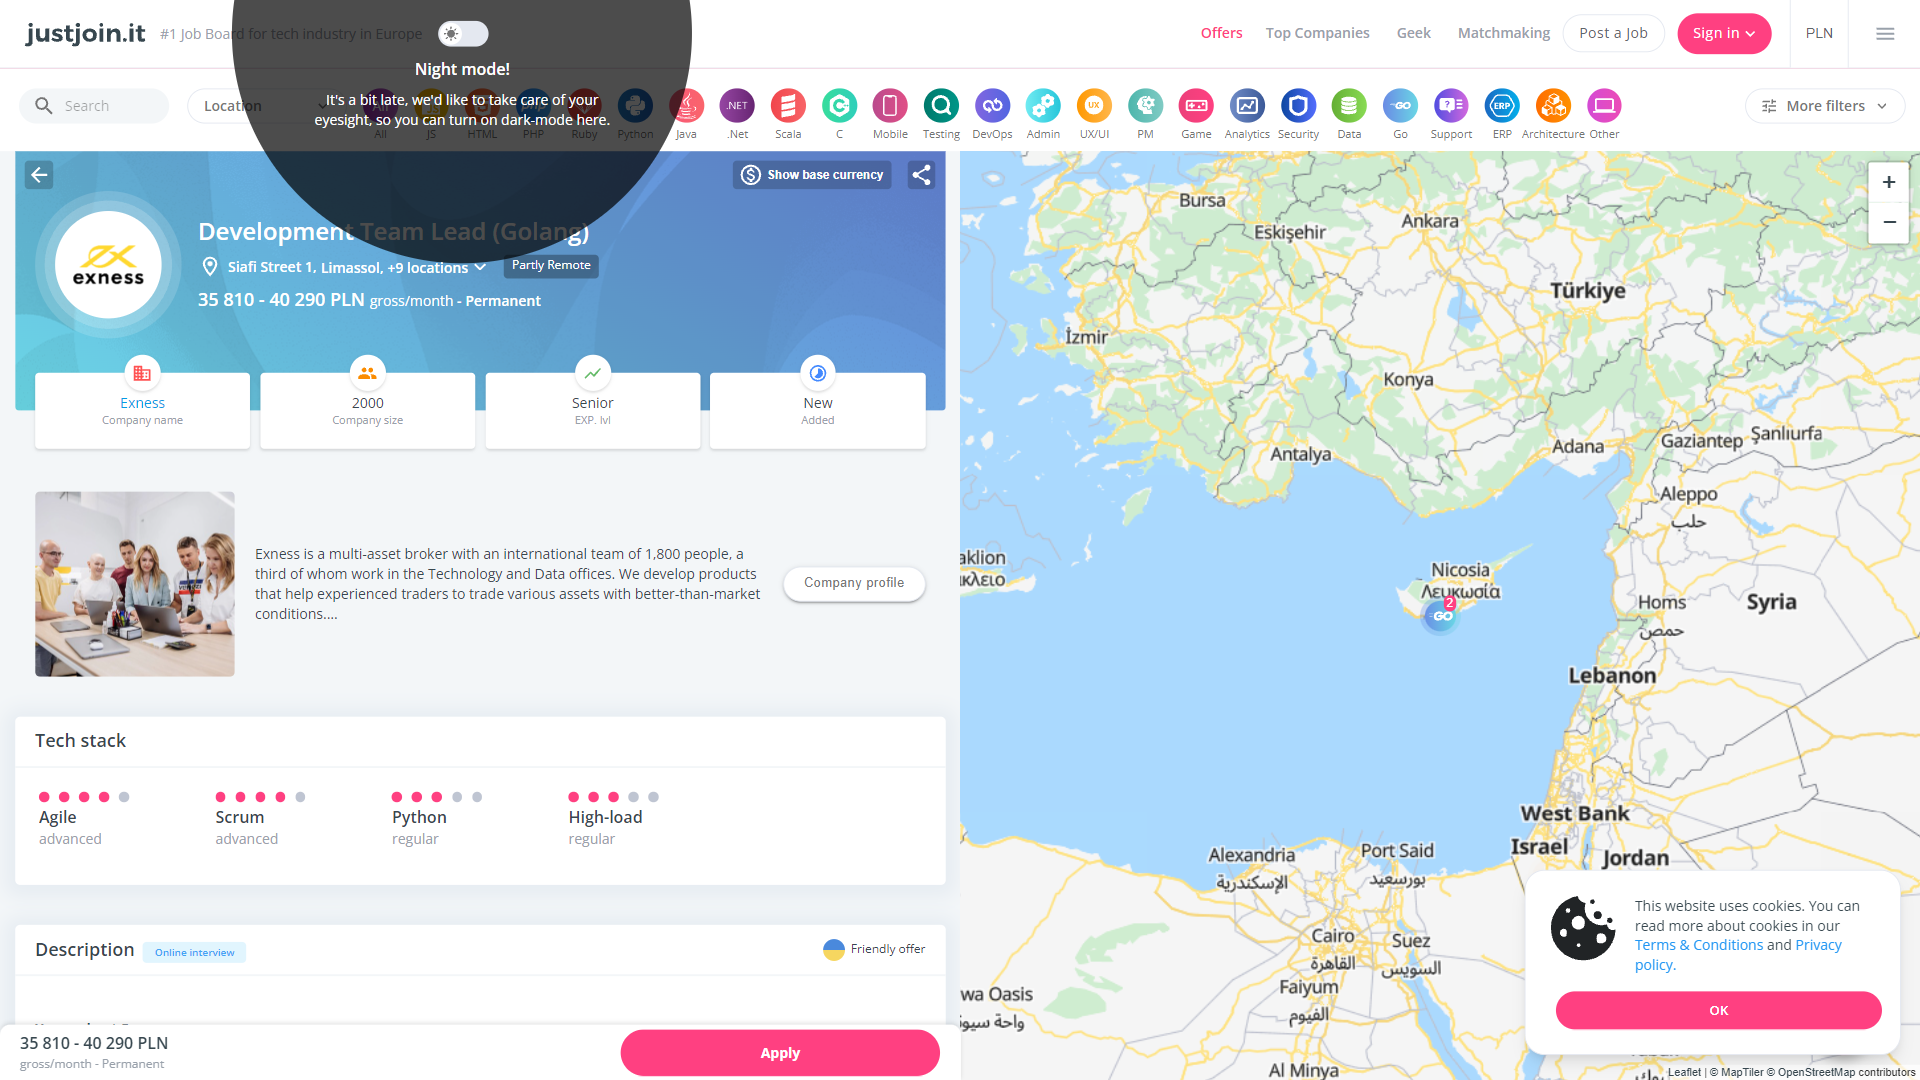 justjoin.it
#1 Job Board for tech industry in Europe
Offers
Top Companies
Geek
Matchmaking
Post a Job
Sign in
PLN
Night mode!
It's a bit late, we'd like to take care of your
eyesight, so you can turn on dark-mode here.
Search
Location
All
JS
HTML
PHP
Ruby
Python
Java
.NET
.Net
Scala
C
Mobile
Testing
DevOps
Admin
UX
UX/UI
PM
Game
Analytics
Security
Data
GO
Go
Support
ERP
ERP
Architecture
Other
More filters
Show base currency
exness
Development Team Lead (Golang)
Siafi Street 1, Limassol, +9 locations
Partly Remote
35 810 - 40 290 PLN gross/month - Permanent
Exness
Company name
2000
Company size
Senior
EXP. lvl
New
Added
Exness is a multi-asset broker with an international team of 1,800 people, a
third of whom work in the Technology and Data offices. We develop products
that help experienced traders to trade various assets with better-than-market
conditions....
Company profile
Tech stack
Agile
advanced
Scrum
advanced
Python
regular
High-load
regular
Description
Online interview
Friendly offer
35 810 - 40 290 PLN
gross/month - Permanent
Apply
+
−
Bursa
Ankara
Eskişehir
Türkiye
İzmir
Konya
Antalya
Adana
Gaziantep
Şanlıurfa
Aleppo
حلب
aklion
κλειο
Nicosia
Λευκωσία
2
GO
Homs
حمص
Syria
Lebanon
West Bank
Israel
Jordan
Alexandria
الإسكندرية
Port Said
بورسعيد
Cairo
القاهرة
Suez
السويس
Faiyum
الفيوم
wa Oasis
واحة سيوة
Al Minya
This website uses cookies. You can
read more about cookies in our
Terms & Conditions and Privacy
policy.
OK
Leaflet | © MapTiler © OpenStreetMap contributors